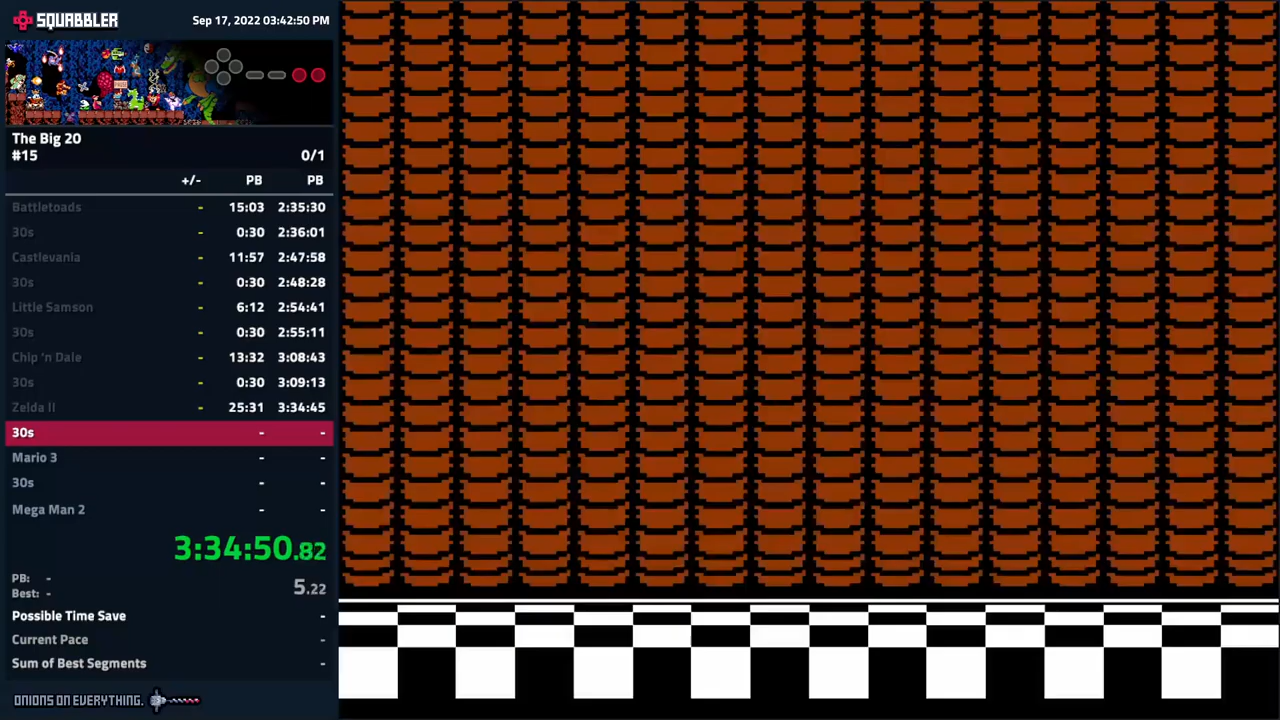 SQUABBLER
Sep 17, 2022 03:42:50 PM
The Big 20
#15 0/1
+/- PB PB
Battletoads - 15:03 2:35:30
30s - 0:30 2:36:01
Castlevania - 11:57 2:47:58
30s - 0:30 2:48:28
Little Samson - 6:12 2:54:41
30s - 0:30 2:55:11
Chip 'n Dale - 13:32 3:08:43
30s - 0:30 3:09:13
Zelda II - 25:31 3:34:45
30s - -
Mario 3 - -
30s - -
Mega Man 2 - -
3:34:50.82
PB: - 5.22
Best: -
Possible Time Save -
Current Pace -
Sum of Best Segments -
ONIONS ON EVERYTHING.